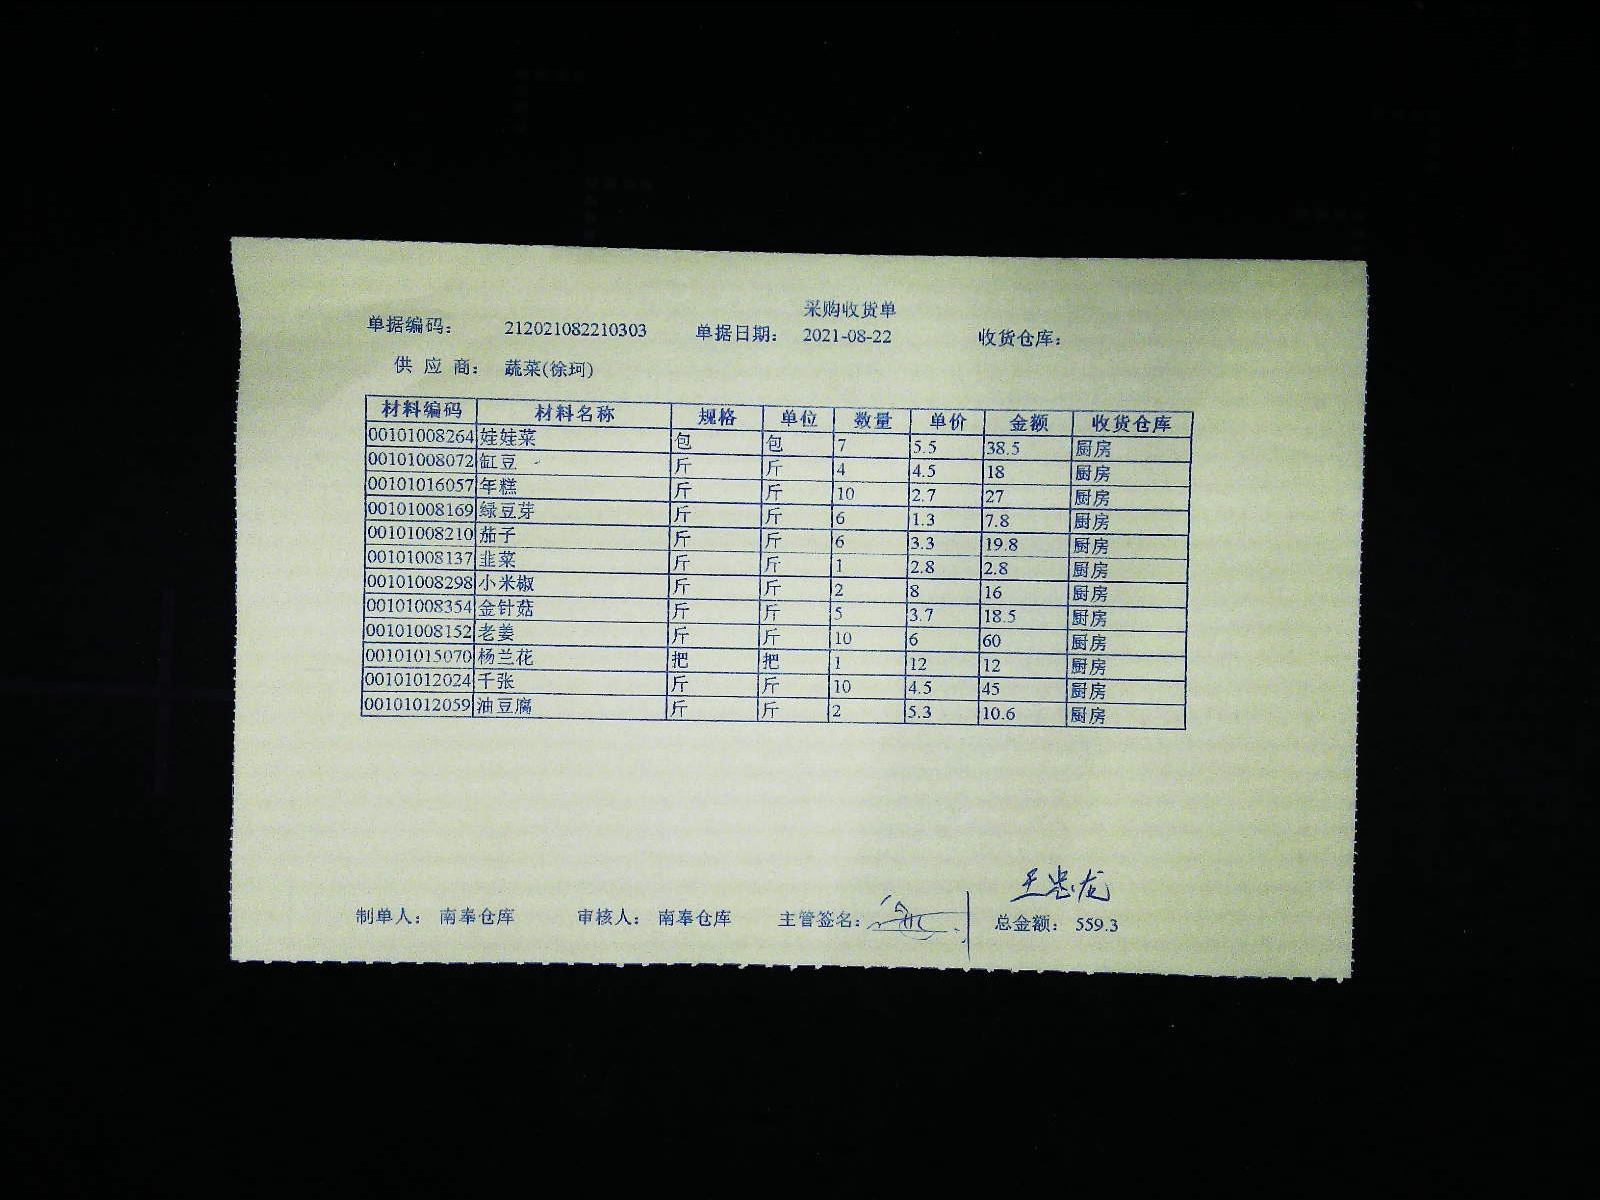 采购收货单
单据编码： 212021082210303 单据日期： 2021-08-22 收货仓库：
供 应 商： 蔬菜(徐珂)
材料编码 材料名称 规格 单位 数量 单价 金额 收货仓库
00101008264 娃娃菜 包 包 7 5.5 38.5 厨房
00101008072 缸豆 斤 斤 4 4.5 18 厨房
00101016057 年糕 斤 斤 10 2.7 27 厨房
00101008169 绿豆芽 斤 斤 6 1.3 7.8 厨房
00101008210 茄子 斤 斤 6 3.3 19.8 厨房
00101008137 韭菜 斤 斤 1 2.8 2.8 厨房
00101008298 小米椒 斤 斤 2 8 16 厨房
00101008354 金针菇 斤 斤 5 3.7 18.5 厨房
00101008152 老姜 斤 斤 10 6 60 厨房
00101015070 杨兰花 把 把 1 12 12 厨房
00101012024 千张 斤 斤 10 4.5 45 厨房
00101012059 油豆腐 斤 斤 2 5.3 10.6 厨房
王忠龙
制单人： 南奉仓库 审核人： 南奉仓库 主管签名： 总金额： 559.3